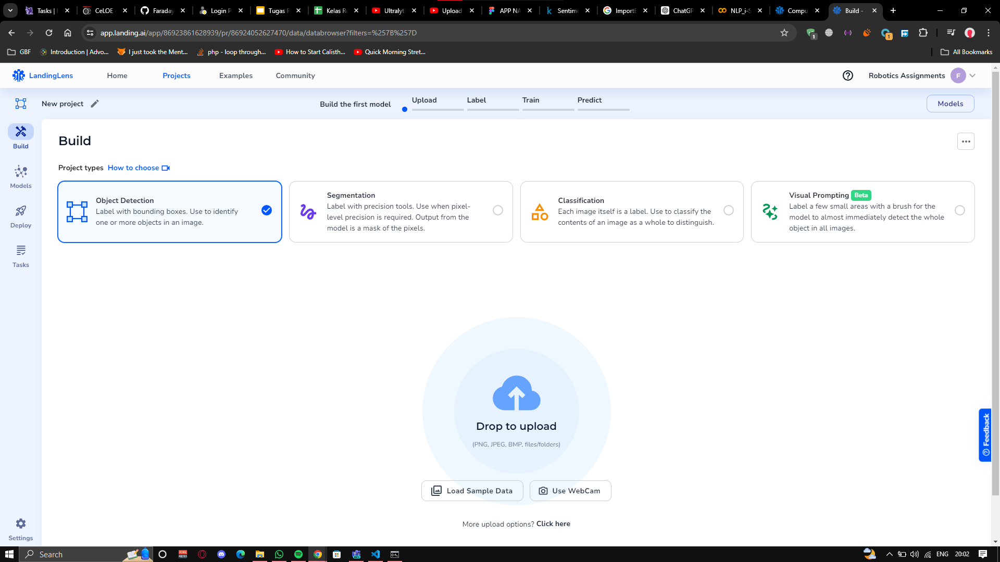 Tasks |
CeLOE
Faraday
Login P
Tugas R
Kelas Ro
Ultralyti
Upload
APP NA
Sentime
ImportE
ChatGP
NLP_i-S
Compu
Build -
app.landing.ai/app/86923861628939/pr/86924052627470/data/databrowser?filters=%257B%257D
1
1
GBF
Introduction | Advo...
I just took the Ment...
php - loop through...
How to Start Calisth...
Quick Morning Stret...
All Bookmarks
LandingLens
Home
Projects
Examples
Community
Robotics Assignments
F
New project
Build the first model
Upload
Label
Train
Predict
Models
Build
Models
Deploy
Tasks
Settings
Build
Project types How to choose
Object Detection
Label with bounding boxes. Use to identify
one or more objects in an image.
Segmentation
Label with precision tools. Use when pixel-
level precision is required. Output from the
model is a mask of the pixels.
Classification
Each image itself is a label. Use to classify the
contents of an image as a whole to distinguish.
Visual Prompting Beta
Label a few small areas with a brush for the
model to almost immediately detect the whole
object in all images.
Drop to upload
(PNG, JPEG, BMP, files/folders)
Load Sample Data
Use WebCam
More upload options? Click here
Feedback
Search
ENG
20:02